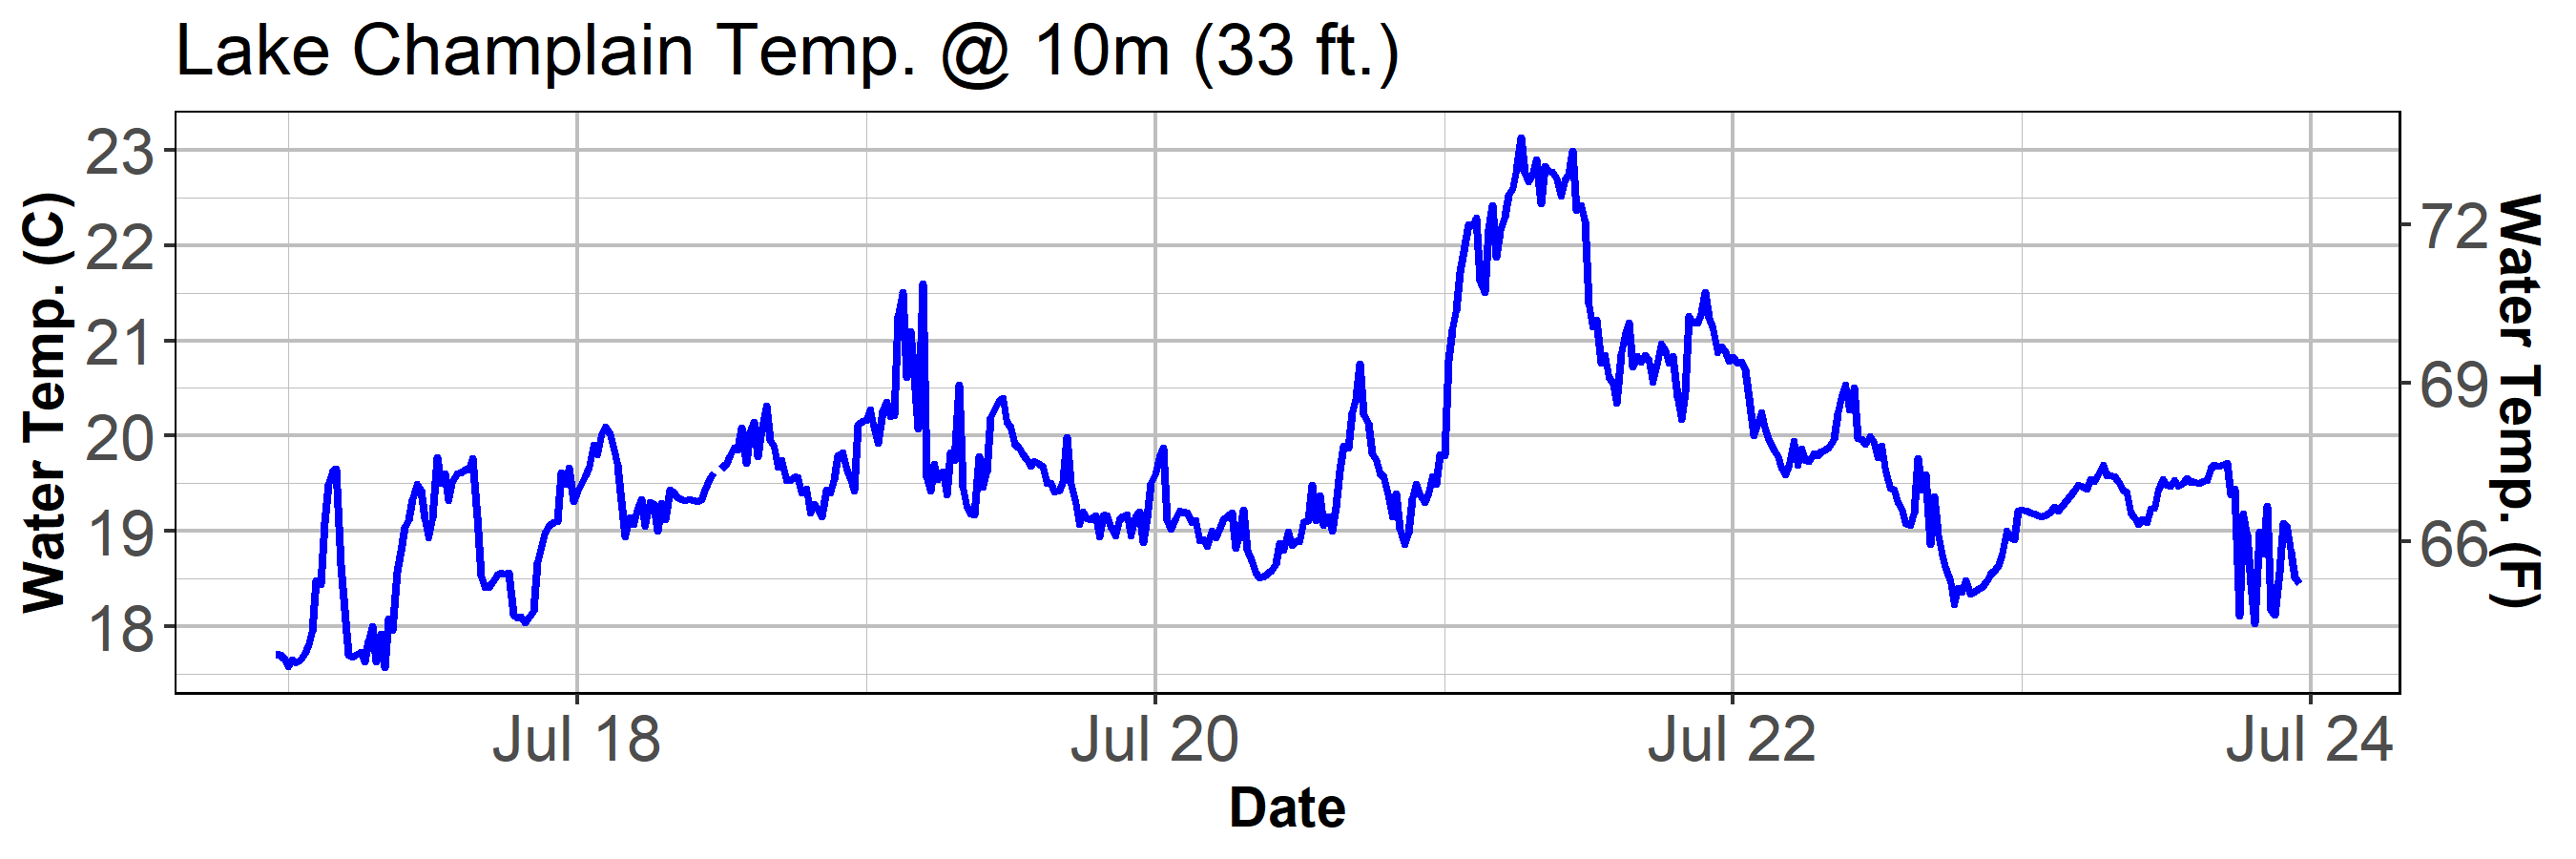 Lake Champlain Temp. @ 10m (33 ft.)
Water Temp. (C)
23
22
21
20
19
18
72
69
66
Water Temp. (F)
Jul 18
Jul 20
Jul 22
Jul 24
Date